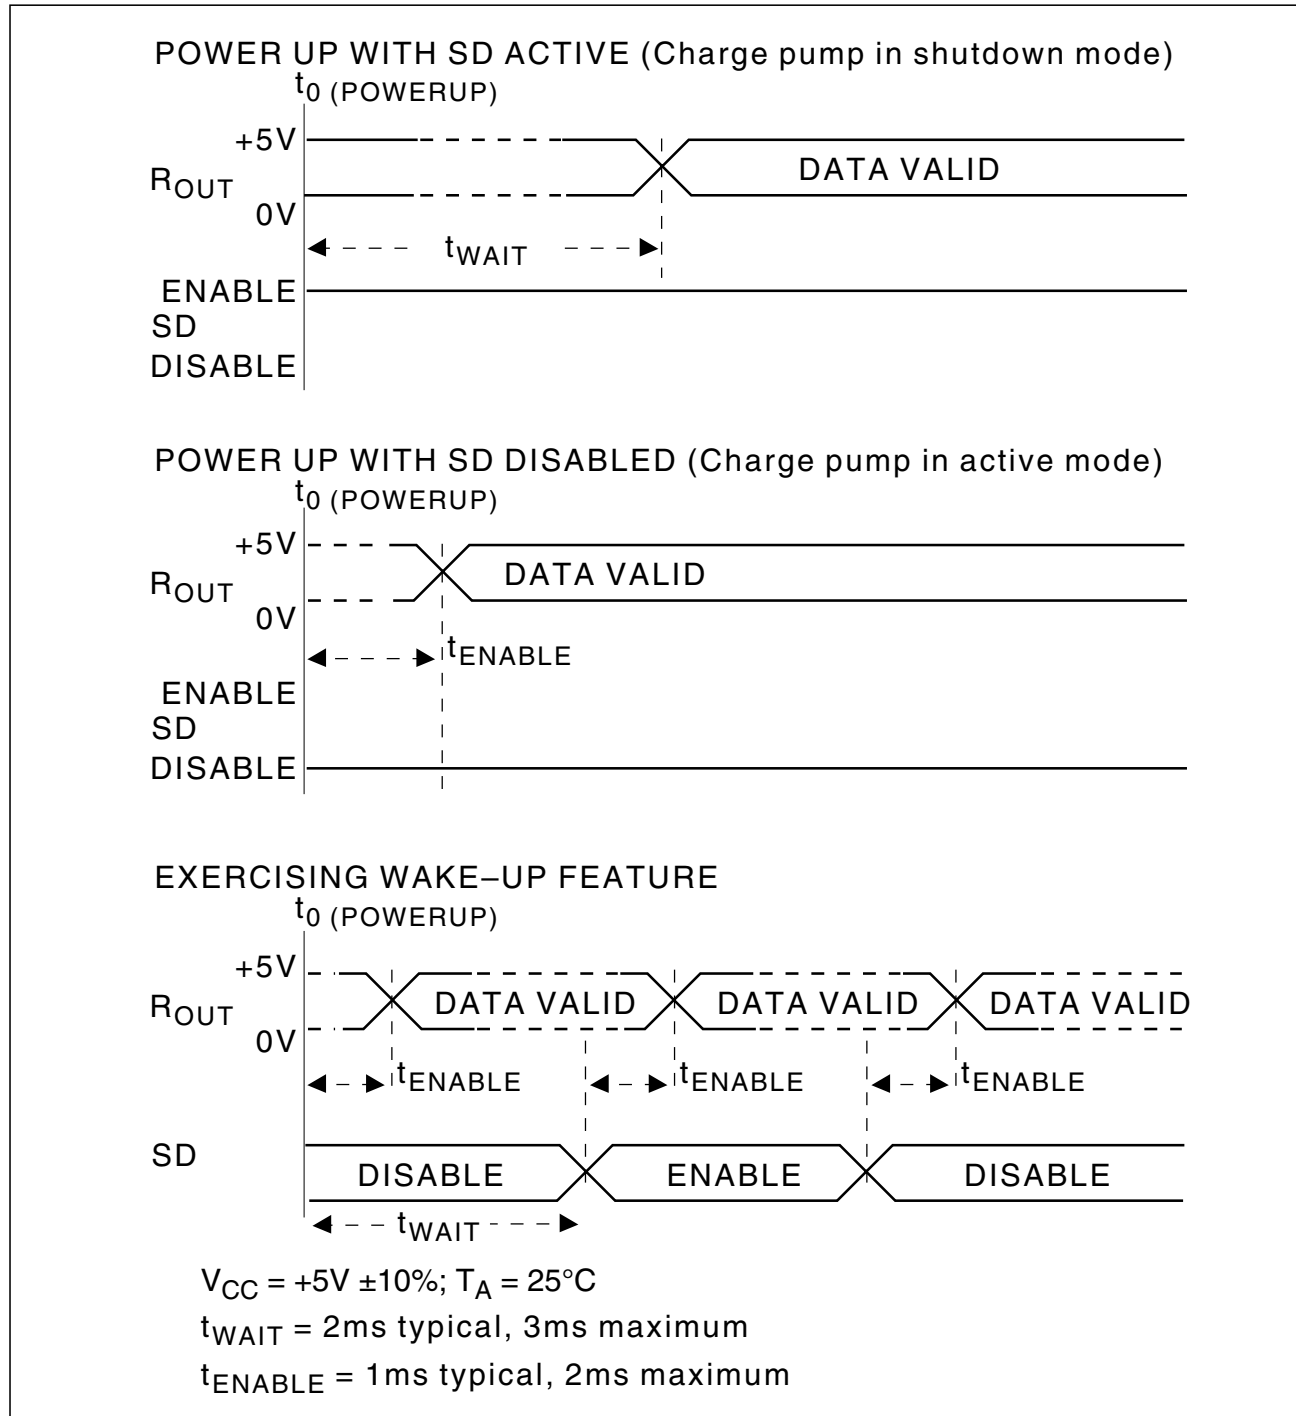 POWER UP WITH SD ACTIVE (Charge pump in shutdown mode)
t0 (POWERUP)
+5V
ROUT
DATA VALID
0V
tWAIT
ENABLE
SD
DISABLE
POWER UP WITH SD DISABLED (Charge pump in active mode)
t0 (POWERUP)
+5V
ROUT
DATA VALID
0V
tENABLE
ENABLE
SD
DISABLE
EXERCISING WAKE–UP FEATURE
t0 (POWERUP)
+5V
ROUT
DATA VALID DATA VALID DATA VALID
0V
tENABLE tENABLE tENABLE
SD
DISABLE ENABLE DISABLE
tWAIT
VCC = +5V ±10%; TA = 25°C
tWAIT = 2ms typical, 3ms maximum
tENABLE = 1ms typical, 2ms maximum